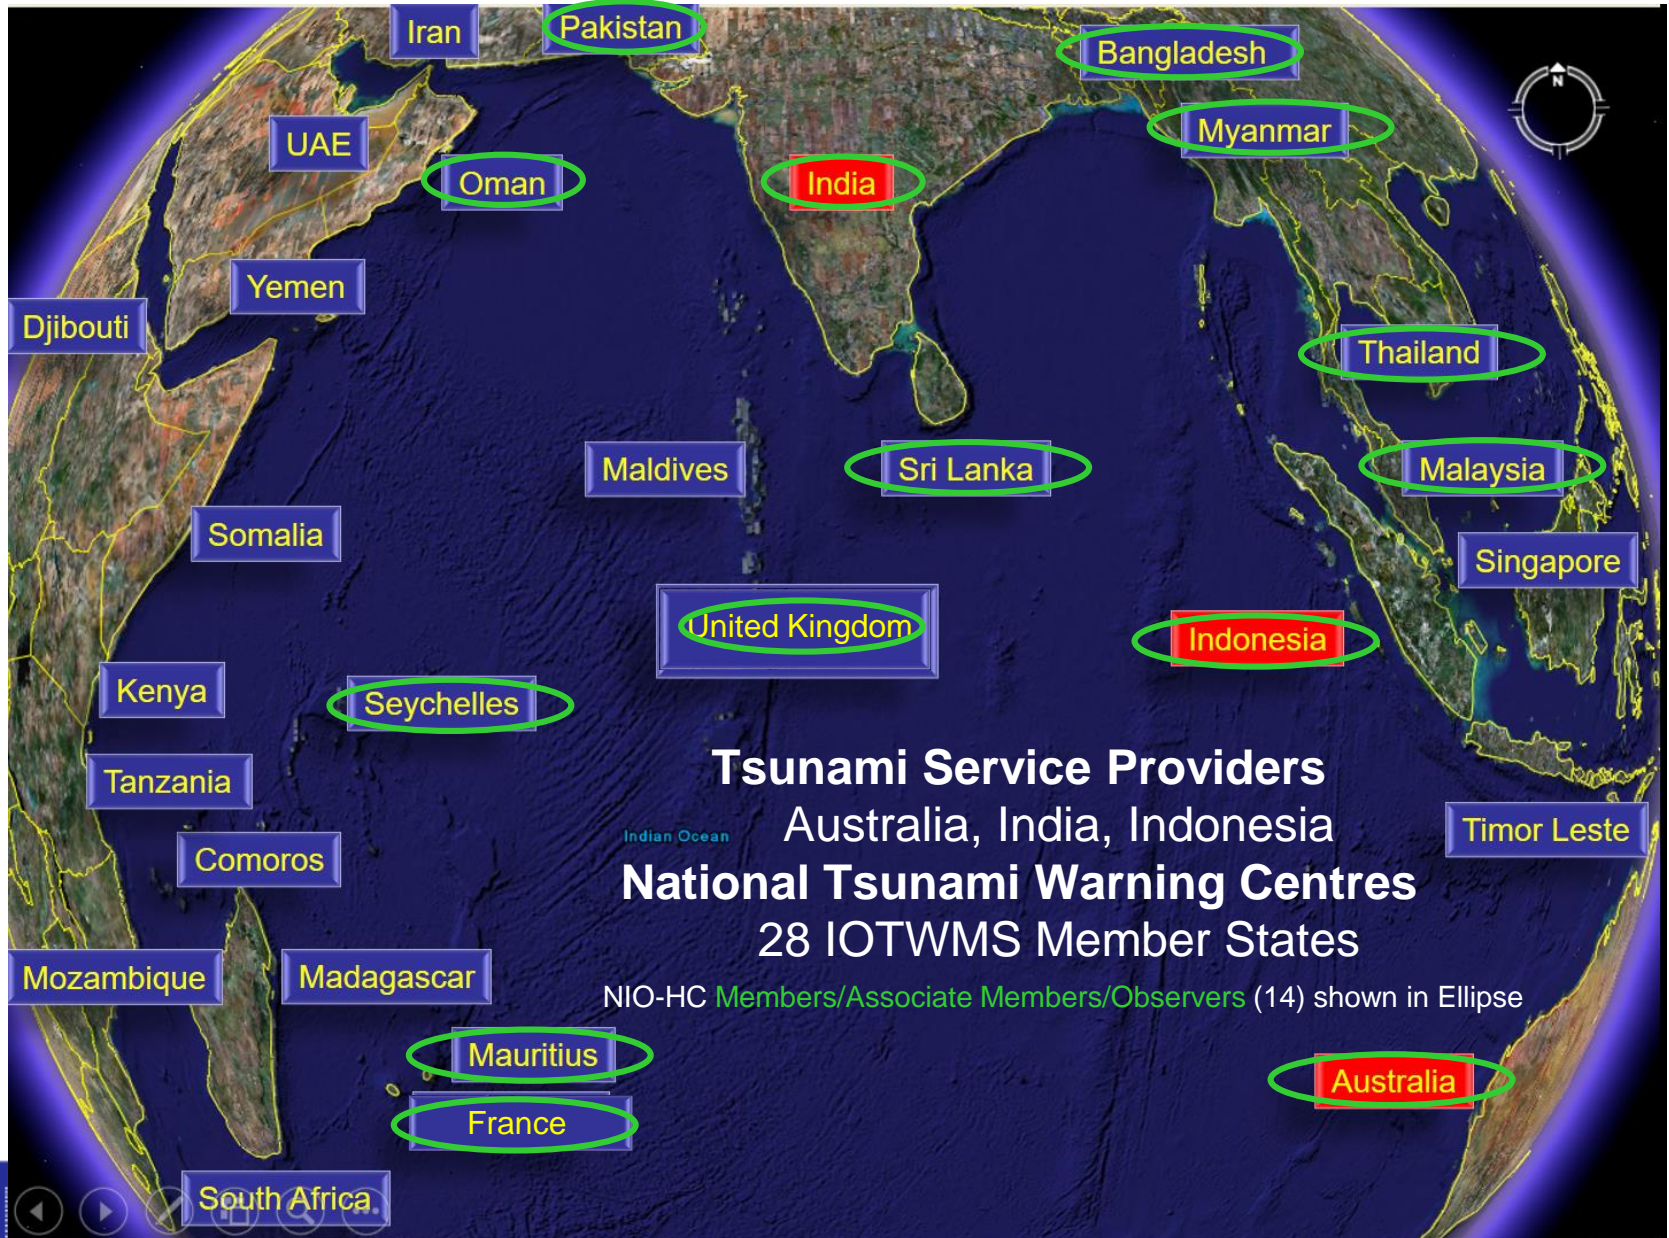 Iran
Pakistan
Bangladesh
N
Myanmar
UAE
Oman
India
Yemen
Djibouti
Thailand
Maldives
Sri Lanka
Malaysia
Somalia
Singapore
United Kingdom
Indonesia
Kenya
Seychelles
Tsunami Service Providers
Tanzania
Indian Ocean
Australia, India, Indonesia
Timor Leste
Comoros
National Tsunami Warning Centres
28 IOTWMS Member States
Mozambique
Madagascar
NIO-HC Members/Associate Members/Observers (14) shown in Ellipse
Mauritius
Australia
France
South Africa